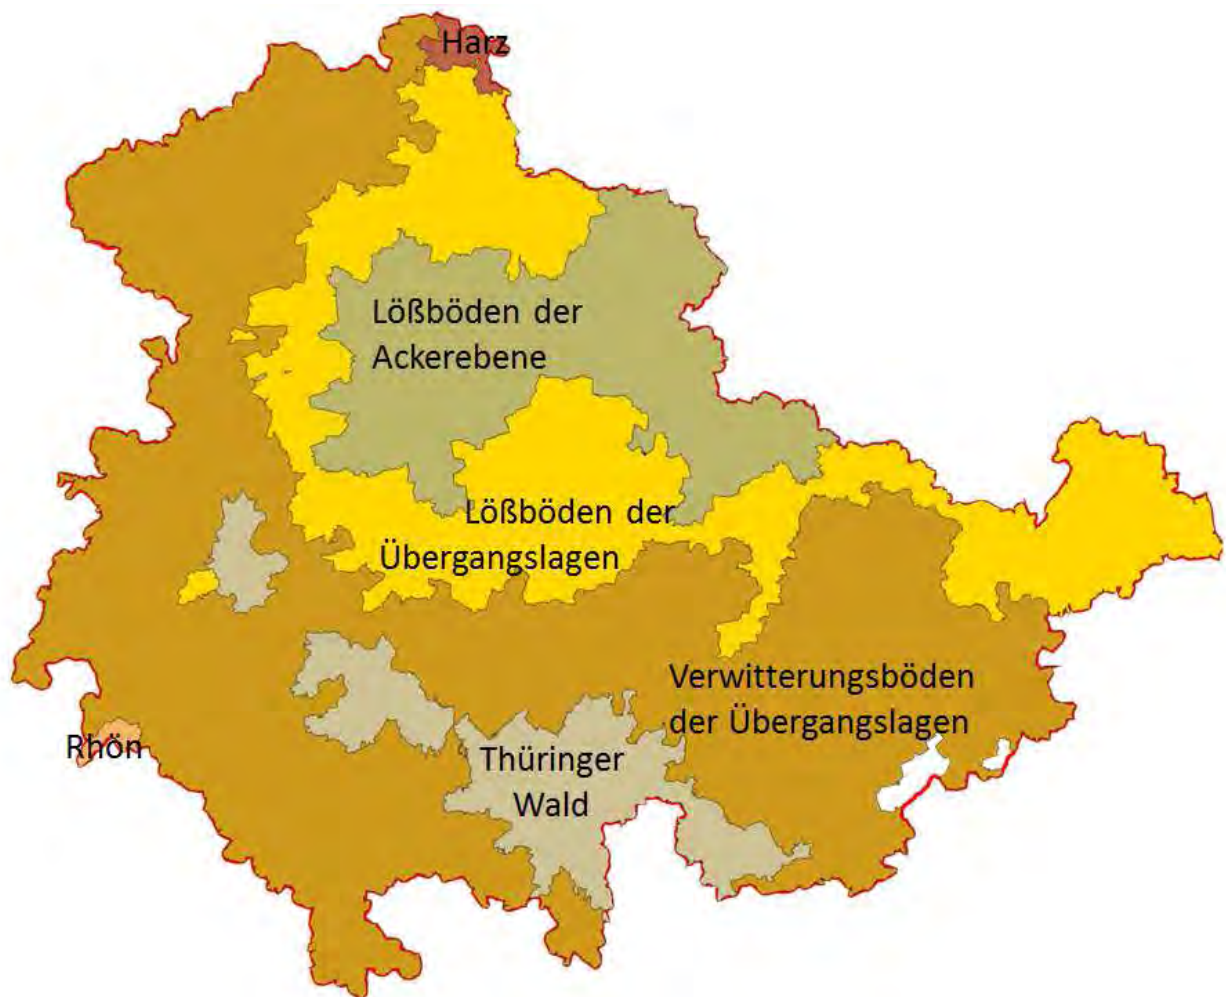 Harz
Lößböden der
Ackerebene
Lößböden der
Übergangslagen
Verwitterungsböden
der Übergangslagen
Rhön
Thüringer
Wald